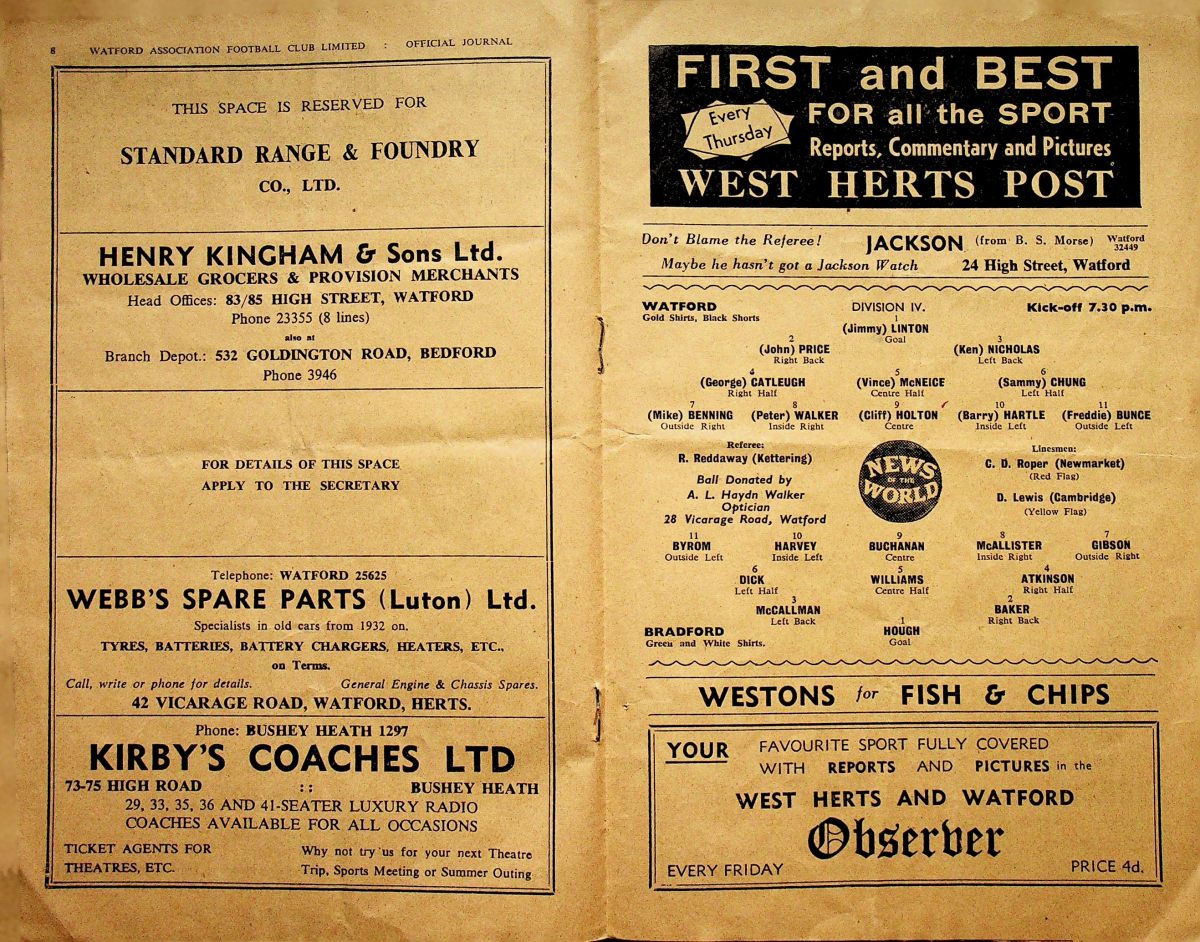 8 WATFORD ASSOCIATION FOOTBALL CLUB LIMITED : OFFICIAL JOURNAL
THIS SPACE IS RESERVED FOR
STANDARD RANGE & FOUNDRY
CO., LTD.
HENRY KINGHAM & Sons Ltd.
WHOLESALE GROCERS & PROVISION MERCHANTS
Head Offices: 83/85 HIGH STREET, WATFORD
Phone 23355 (8 lines)
also at
Branch Depot.: 532 GOLDINGTON ROAD, BEDFORD
Phone 3946
FOR DETAILS OF THIS SPACE
APPLY TO THE SECRETARY
Telephone: WATFORD 25625
WEBB'S SPARE PARTS (Luton) Ltd.
Specialists in old cars from 1932 on.
TYRES, BATTERIES, BATTERY CHARGERS, HEATERS, ETC.,
on Terms.
Call, write or phone for details. General Engine & Chassis Spares.
42 VICARAGE ROAD, WATFORD, HERTS.
Phone: BUSHEY HEATH 1297
KIRBY'S COACHES LTD
73-75 HIGH ROAD :: BUSHEY HEATH
29, 33, 35, 36 AND 41-SEATER LUXURY RADIO
COACHES AVAILABLE FOR ALL OCCASIONS
TICKET AGENTS FOR
THEATRES, ETC.
Why not try us for your next Theatre
Trip, Sports Meeting or Summer Outing
FIRST and BEST
Every
Thursday
FOR all the SPORT
Reports, Commentary and Pictures
WEST HERTS POST
Don't Blame the Referee! JACKSON (from B. S. Morse) Watford
32449
Maybe he hasn't got a Jackson Watch 24 High Street, Watford
WATFORD DIVISION IV. Kick-off 7.30 p.m.
Gold Shirts, Black Shorts
1
(Jimmy) LINTON
Goal
2 3
(John) PRICE (Ken) NICHOLAS
Right Back Left Back
4 5 6
(George) CATLEUGH (Vince) McNEICE (Sammy) CHUNG
Right Half Centre Half Left Half
7 8 9 10 11
(Mike) BENNING (Peter) WALKER (Cliff) HOLTON (Barry) HARTLE (Freddie) BUNCE
Outside Right Inside Right Centre Inside Left Outside Left
Referee:
R. Reddaway (Kettering)
Ball Donated by
A. L. Haydn Walker
Optician
28 Vicarage Road, Watford
NEWS
OF THE
WORLD
Linesmen:
C. D. Roper (Newmarket)
(Red Flag)
D. Lewis (Cambridge)
(Yellow Flag)
11 10 9 8 7
BYROM HARVEY BUCHANAN McALLISTER GIBSON
Outside Left Inside Left Centre Inside Right Outside Right
6 5 4
DICK WILLIAMS ATKINSON
Left Half Centre Half Right Half
3 2
McCALLMAN BAKER
Left Back Right Back
1
BRADFORD HOUGH
Green and White Shirts. Goal
WESTONS for FISH & CHIPS
YOUR FAVOURITE SPORT FULLY COVERED
WITH REPORTS AND PICTURES in the
WEST HERTS AND WATFORD
Observer
EVERY FRIDAY PRICE 4d.